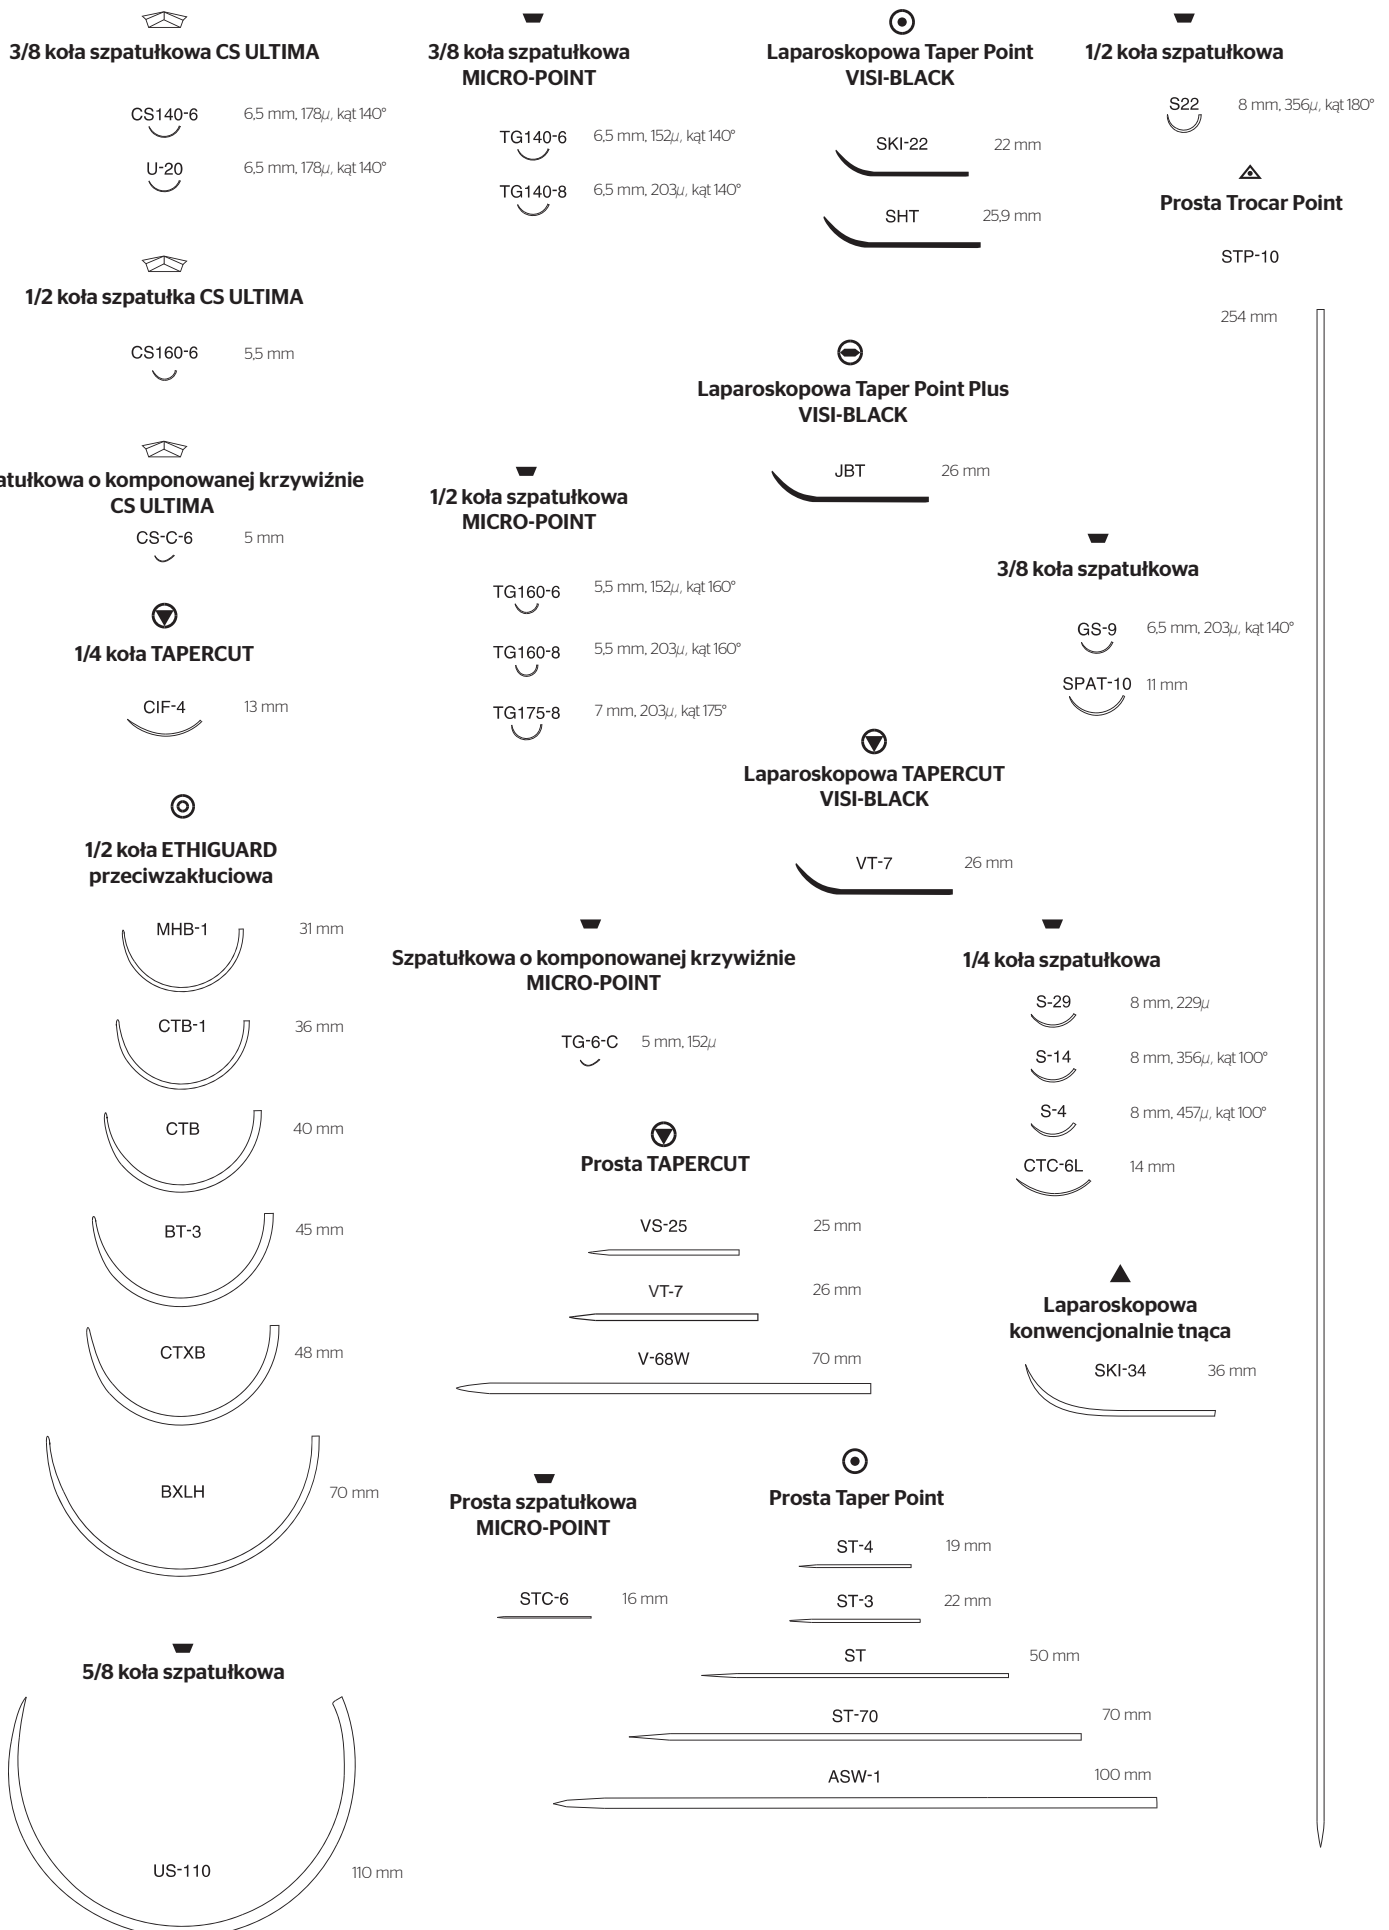 3/8 koła szpatułkowa CS ULTIMA
CS140-6 6,5 mm, 178µ, kąt 140°
U-20 6,5 mm, 178µ, kąt 140°
1/2 koła szpatułka CS ULTIMA
CS160-6 5,5 mm
atułkowa o komponowanej krzywiźnie
CS ULTIMA
CS-C-6 5 mm
1/4 koła TAPERCUT
CIF-4 13 mm
1/2 koła ETHIGUARD
przeciwzakłuciowa
MHB-1 31 mm
CTB-1 36 mm
CTB 40 mm
BT-3 45 mm
CTXB 48 mm
BXLH 70 mm
5/8 koła szpatułkowa
US-110 110 mm
3/8 koła szpatułkowa
MICRO-POINT
TG140-6 6,5 mm, 152µ, kąt 140°
TG140-8 6,5 mm, 203µ, kąt 140°
1/2 koła szpatułkowa
MICRO-POINT
TG160-6 5,5 mm, 152µ, kąt 160°
TG160-8 5,5 mm, 203µ, kąt 160°
TG175-8 7 mm, 203µ, kąt 175°
Szpatułkowa o komponowanej krzywiźnie
MICRO-POINT
TG-6-C 5 mm, 152µ
Prosta TAPERCUT
VS-25 25 mm
VT-7 26 mm
V-68W 70 mm
Prosta szpatułkowa
MICRO-POINT
STC-6 16 mm
Laparoskopowa Taper Point
VISI-BLACK
SKI-22 22 mm
SHT 25,9 mm
Laparoskopowa Taper Point Plus
VISI-BLACK
JBT 26 mm
Laparoskopowa TAPERCUT
VISI-BLACK
VT-7 26 mm
Prosta Taper Point
ST-4 19 mm
ST-3 22 mm
ST 50 mm
ST-70 70 mm
ASW-1 100 mm
1/2 koła szpatułkowa
S22 8 mm, 356µ, kąt 180°
Prosta Trocar Point
STP-10
254 mm
3/8 koła szpatułkowa
GS-9 6,5 mm, 203µ, kąt 140°
SPAT-10 11 mm
1/4 koła szpatułkowa
S-29 8 mm, 229µ
S-14 8 mm, 356µ, kąt 100°
S-4 8 mm, 457µ, kąt 100°
CTC-6L 14 mm
Laparoskopowa
konwencjonalnie tnąca
SKI-34 36 mm